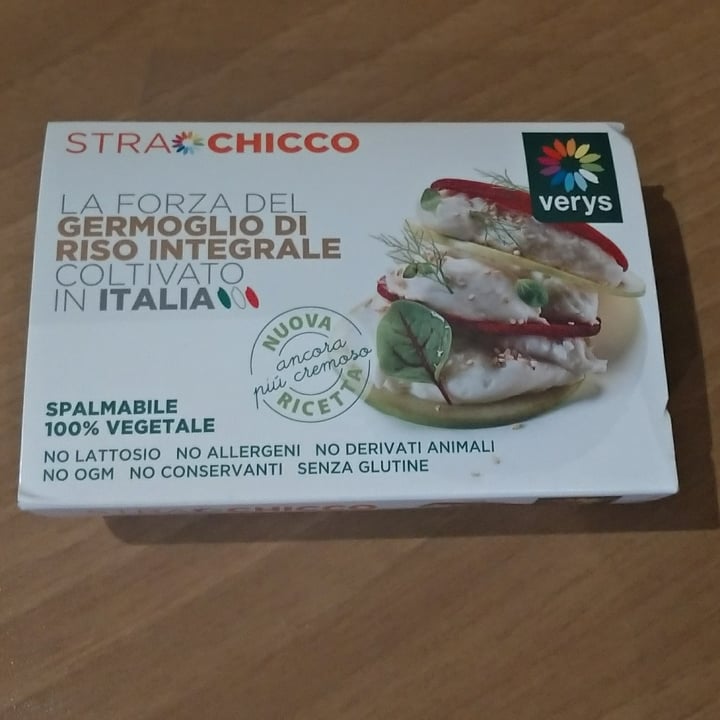 STRACHICCO
verys
LA FORZA DEL
GERMOGLIO DI
RISO INTEGRALE
COLTIVATO
IN ITALIA
NUOVA
ancora
più cremoso
RICETTA
SPALMABILE
100% VEGETALE
NO LATTOSIO NO ALLERGENI NO DERIVATI ANIMALI
NO OGM NO CONSERVANTI SENZA GLUTINE